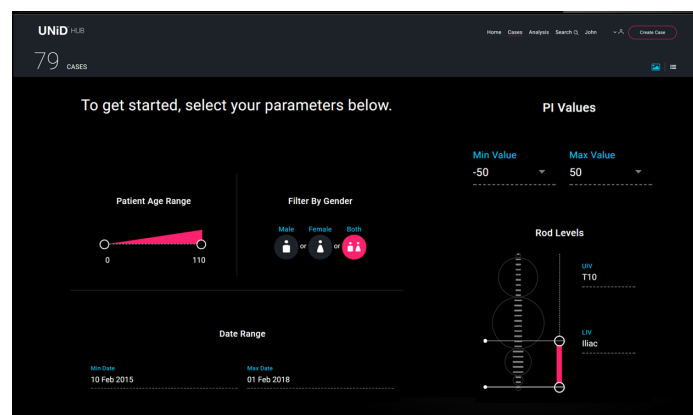 UNiD HUB
Home Cases Analysis Search John Create Case
79 CASES
To get started, select your parameters below.
PI Values
Min Value Max Value
-50 50
Patient Age Range
Filter By Gender
Male Female Both
or or
0 110
Rod Levels
UIV
T10
LIV
Iliac
Date Range
Min Date Max Date
10 Feb 2015 01 Feb 2018